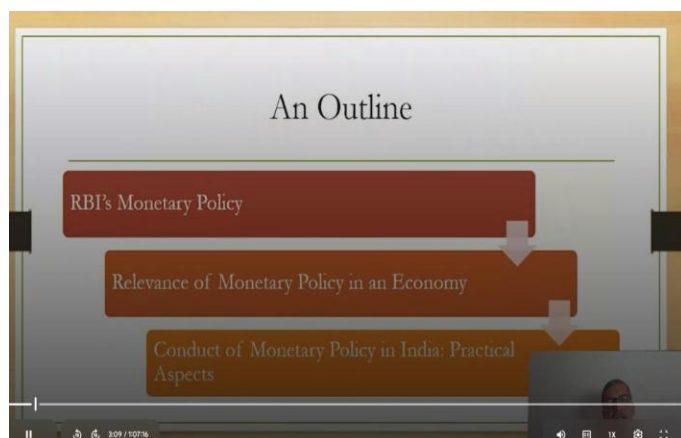 An Outline
RBI's Monetary Policy
Relevance of Monetary Policy in an Economy
Conduct of Monetary Policy in India: Practical
Aspects
3:09 / 1:07:16
1X